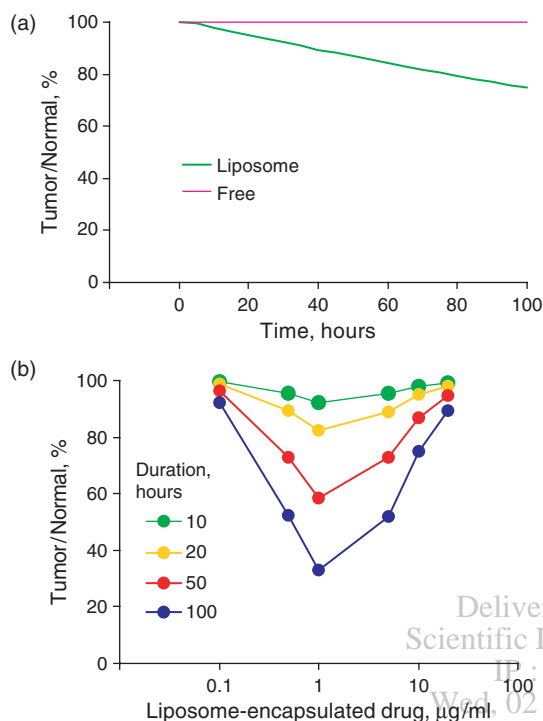 (a)
Tumor/Normal, %
100
80
60
40
20
0
Liposome
Free
0 20 40 60 80 100
Time, hours
(b)
Tumor/Normal, %
100
80
60
40
20
0
Duration,
hours
10
20
50
100
0.1 1 10 100
Liposome-encapsulated drug, μg/ml
Deliver
Scientific
IP :
Wed, 02